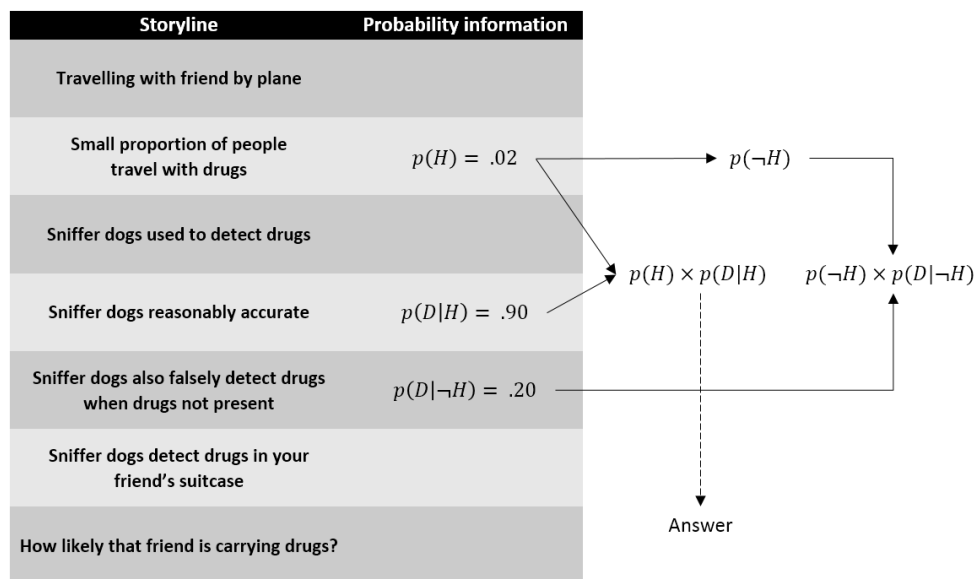 Storyline Probability information
Travelling with friend by plane
Small proportion of people
travel with drugs
p(H) = .02
p(¬H)
Sniffer dogs used to detect drugs
p(H) × p(D|H)
p(¬H) × p(D|¬H)
Sniffer dogs reasonably accurate
p(D|H) = .90
Sniffer dogs also falsely detect drugs
when drugs not present
p(D|¬H) = .20
Sniffer dogs detect drugs in your
friend’s suitcase
Answer
How likely that friend is carrying drugs?